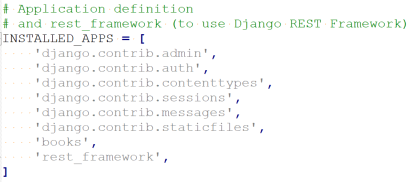 # Application definition
# and rest_framework (to use Django REST Framework)
INSTALLED_APPS = [
    'django.contrib.admin',
    'django.contrib.auth',
    'django.contrib.contenttypes',
    'django.contrib.sessions',
    'django.contrib.messages',
    'django.contrib.staticfiles',
    'books',
    'rest_framework',
]